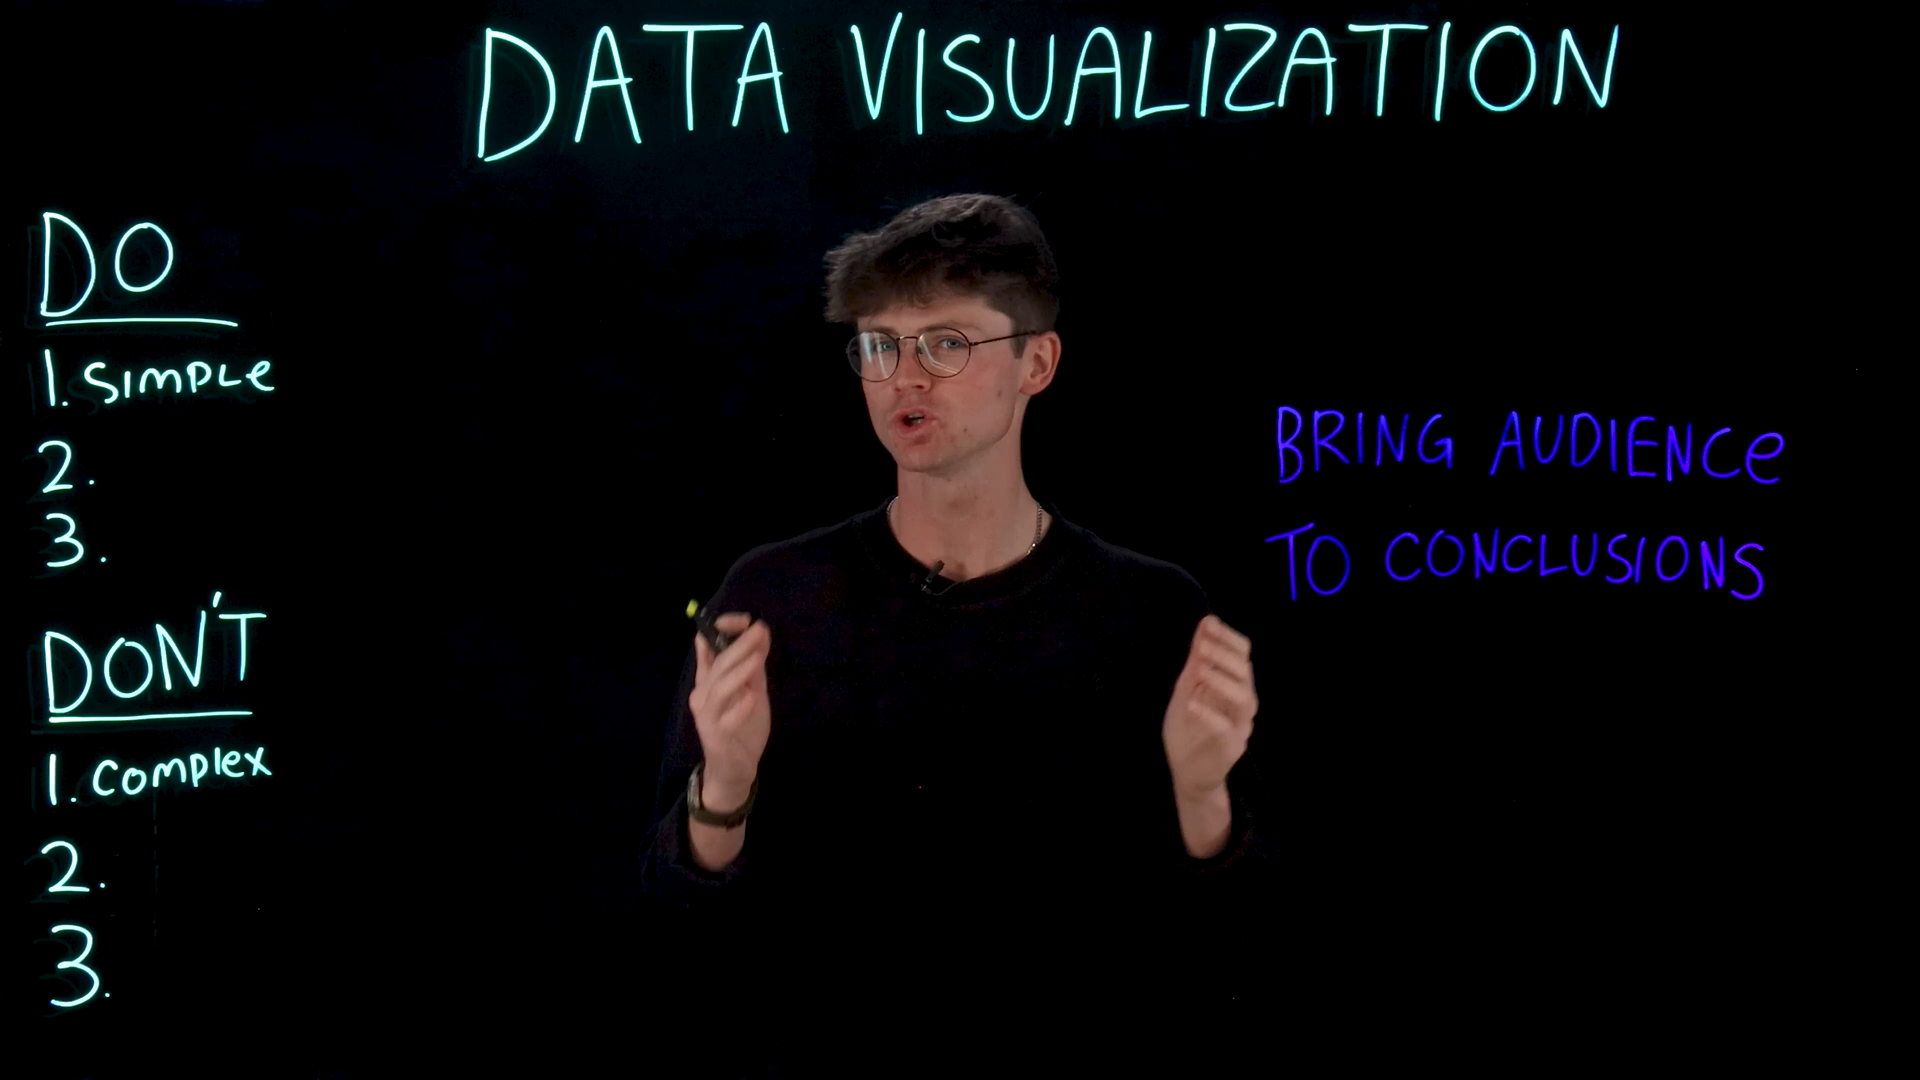 DATA VISUALIZATION
DO
1. SIMPLE
2.
3.
DON'T
1. COMPLEX
2.
3.
BRING AUDIENCE
TO CONCLUSIONS